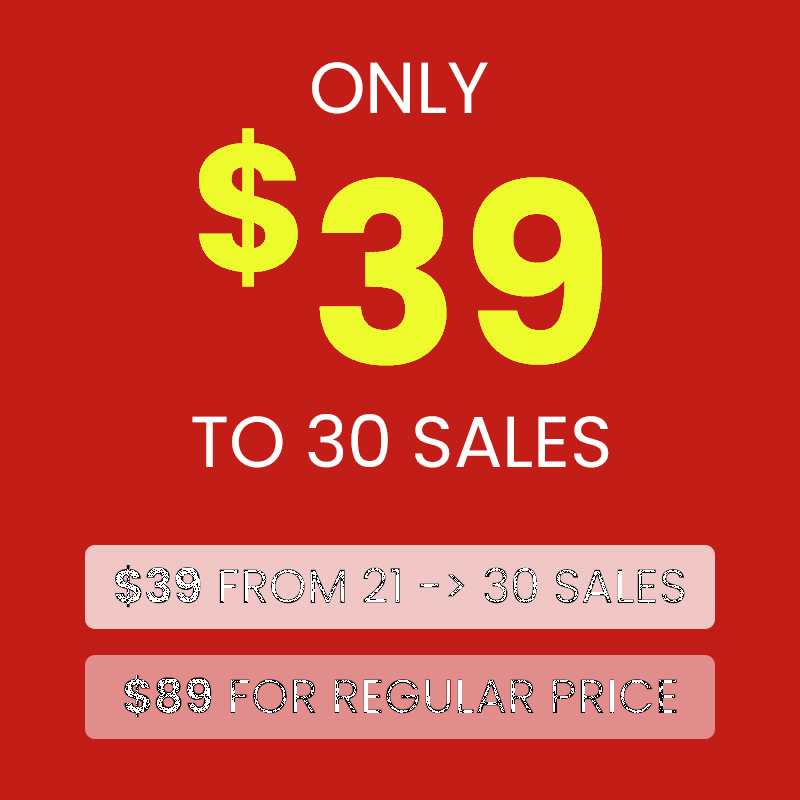 ONLY
$39
TO 30 SALES
$39 FROM 21 -> 30 SALES
$89 FOR REGULAR PRICE